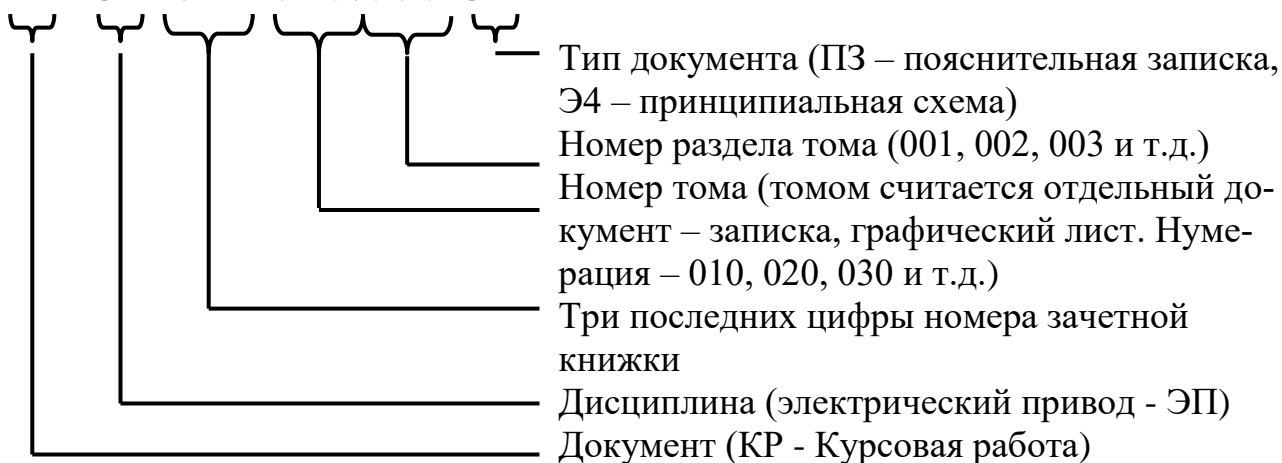 Тип документа (ПЗ – пояснительная записка,
Э4 – принципиальная схема)
Номер раздела тома (001, 002, 003 и т.д.)
Номер тома (томом считается отдельный до-
кумент – записка, графический лист. Нуме-
рация – 010, 020, 030 и т.д.)
Три последних цифры номера зачетной
книжки
Дисциплина (электрический привод - ЭП)
Документ (КР - Курсовая работа)